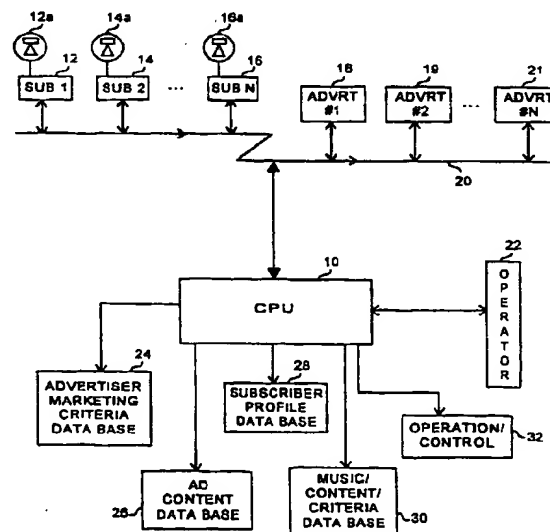 12a 14a 16a
12 14 16
SUB 1 SUB 2 ... SUB N
18 19 21
ADVRT #1 ADVRT #2 ... ADVRT #N
20
10
CPU
22
OPERATOR
24
ADVERTISER
MARKETING
CRITERIA
DATA BASE
28
SUBSCRIBER
PROFILE
DATA BASE
OPERATION/
CONTROL
32
AD
CONTENT
DATA BASE
26
MUSIC/
CONTENT/
CRITERIA
DATA BASE
30